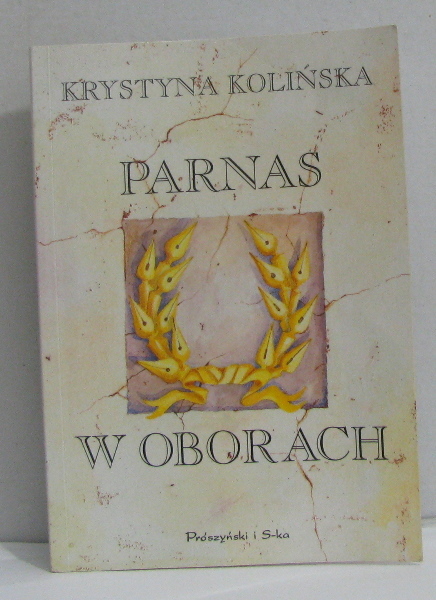 KRYSTYNA KOLIŃSKA
PARNAS
W OBORACH
Prószyński i S-ka